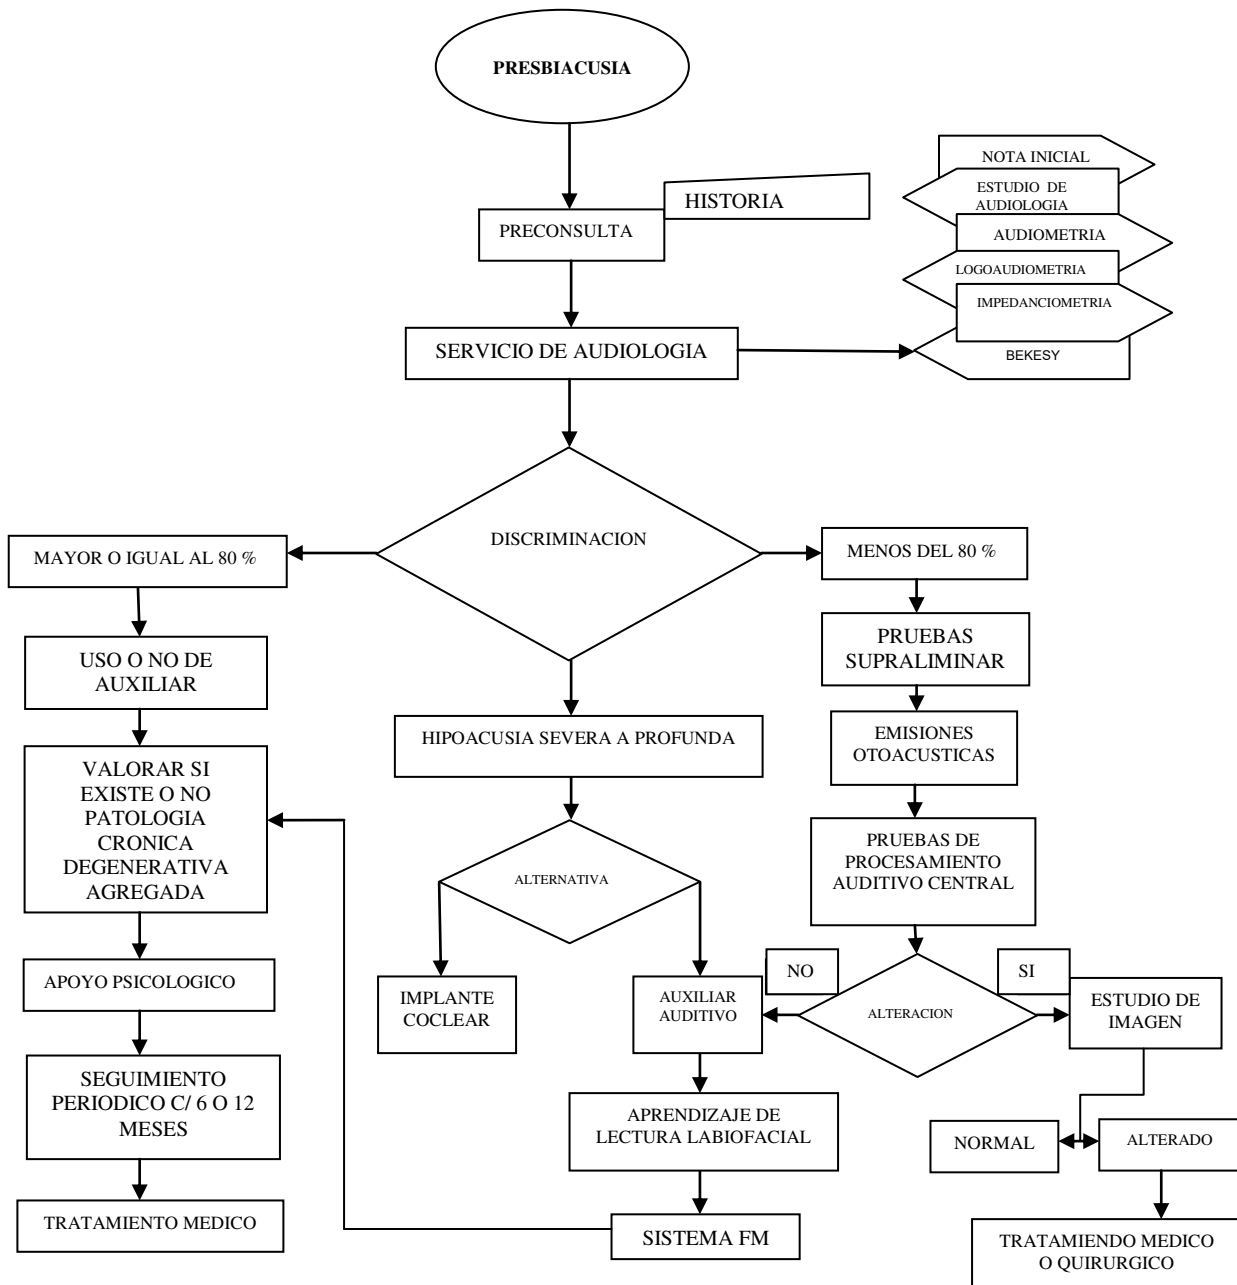 PRESBIACUSIA
NOTA INICIAL
ESTUDIO DE
AUDIOLOGIA
HISTORIA
PRECONSULTA
AUDIOMETRIA
LOGOAUDIOMETRIA
IMPEDANCIOMETRIA
SERVICIO DE AUDIOLOGIA
BEKESY
DISCRIMINACION
MAYOR O IGUAL AL 80 %
MENOS DEL 80 %
USO O NO DE
AUXILIAR
PRUEBAS
SUPRALIMINAR
HIPOACUSIA SEVERA A PROFUNDA
EMISIONES
OTOACUSTICAS
VALORAR SI
EXISTE O NO
PATOLOGIA
CRONICA
DEGENERATIVA
AGREGADA
ALTERNATIVA
PRUEBAS DE
PROCESAMIENTO
AUDITIVO CENTRAL
APOYO PSICOLOGICO
IMPLANTE
COCLEAR
AUXILIAR
AUDITIVO
NO
SI
ALTERACION
ESTUDIO DE
IMAGEN
SEGUIMIENTO
PERIODICO C/ 6 O 12
MESES
APRENDIZAJE DE
LECTURA LABIOFACIAL
NORMAL
ALTERADO
TRATAMIENTO MEDICO
SISTEMA FM
TRATAMIENDO MEDICO
O QUIRURGICO